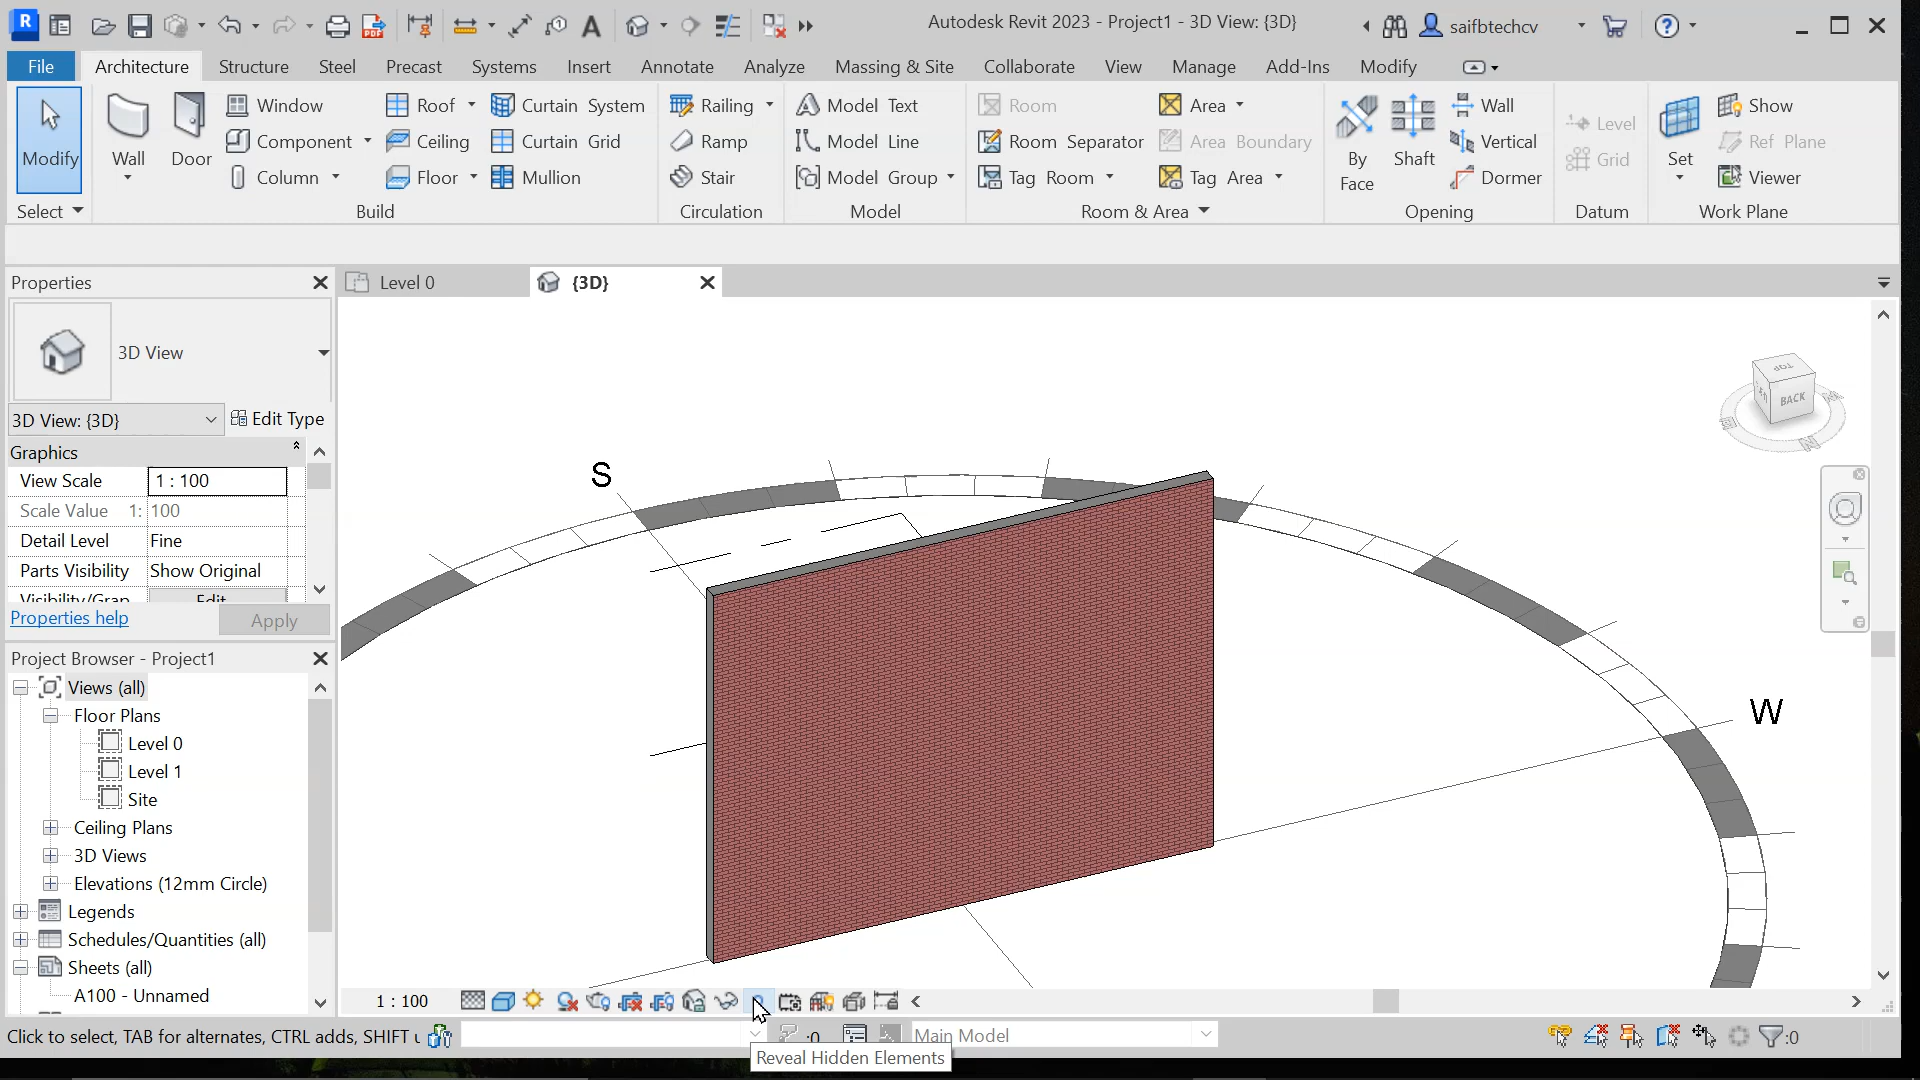 Autodesk Revit 2023 - Project1 - 3D View: {3D}
saifbtechcv
File
Architecture
Structure
Steel
Precast
Systems
Insert
Annotate
Analyze
Massing & Site
Collaborate
View
Manage
Add-Ins
Modify
Modify
Wall
Door
Window
Component
Column
Roof
Ceiling
Floor
Curtain System
Curtain Grid
Mullion
Railing
Ramp
Stair
Model Text
Model Line
Model Group
Room
Room Separator
Tag Room
Area
Area Boundary
Tag Area
By
Face
Shaft
Wall
Vertical
Dormer
Level
Grid
Set
Show
Ref Plane
Viewer
Select
Build
Circulation
Model
Room & Area
Opening
Datum
Work Plane
Properties
Level 0
{3D}
3D View
3D View: {3D}
Edit Type
Graphics
View Scale
1 : 100
Scale Value 1:
100
Detail Level
Fine
Parts Visibility
Show Original
Visibility/Grap
Edit
Properties help
Apply
Project Browser - Project1
Views (all)
Floor Plans
Level 0
Level 1
Site
Ceiling Plans
3D Views
Elevations (12mm Circle)
Legends
Schedules/Quantities (all)
Sheets (all)
A100 - Unnamed
S
W
TOP
BACK
N
E
1 : 100
Click to select, TAB for alternates, CTRL adds, SHIFT u
:0
Main Model
:0
Reveal Hidden Elements